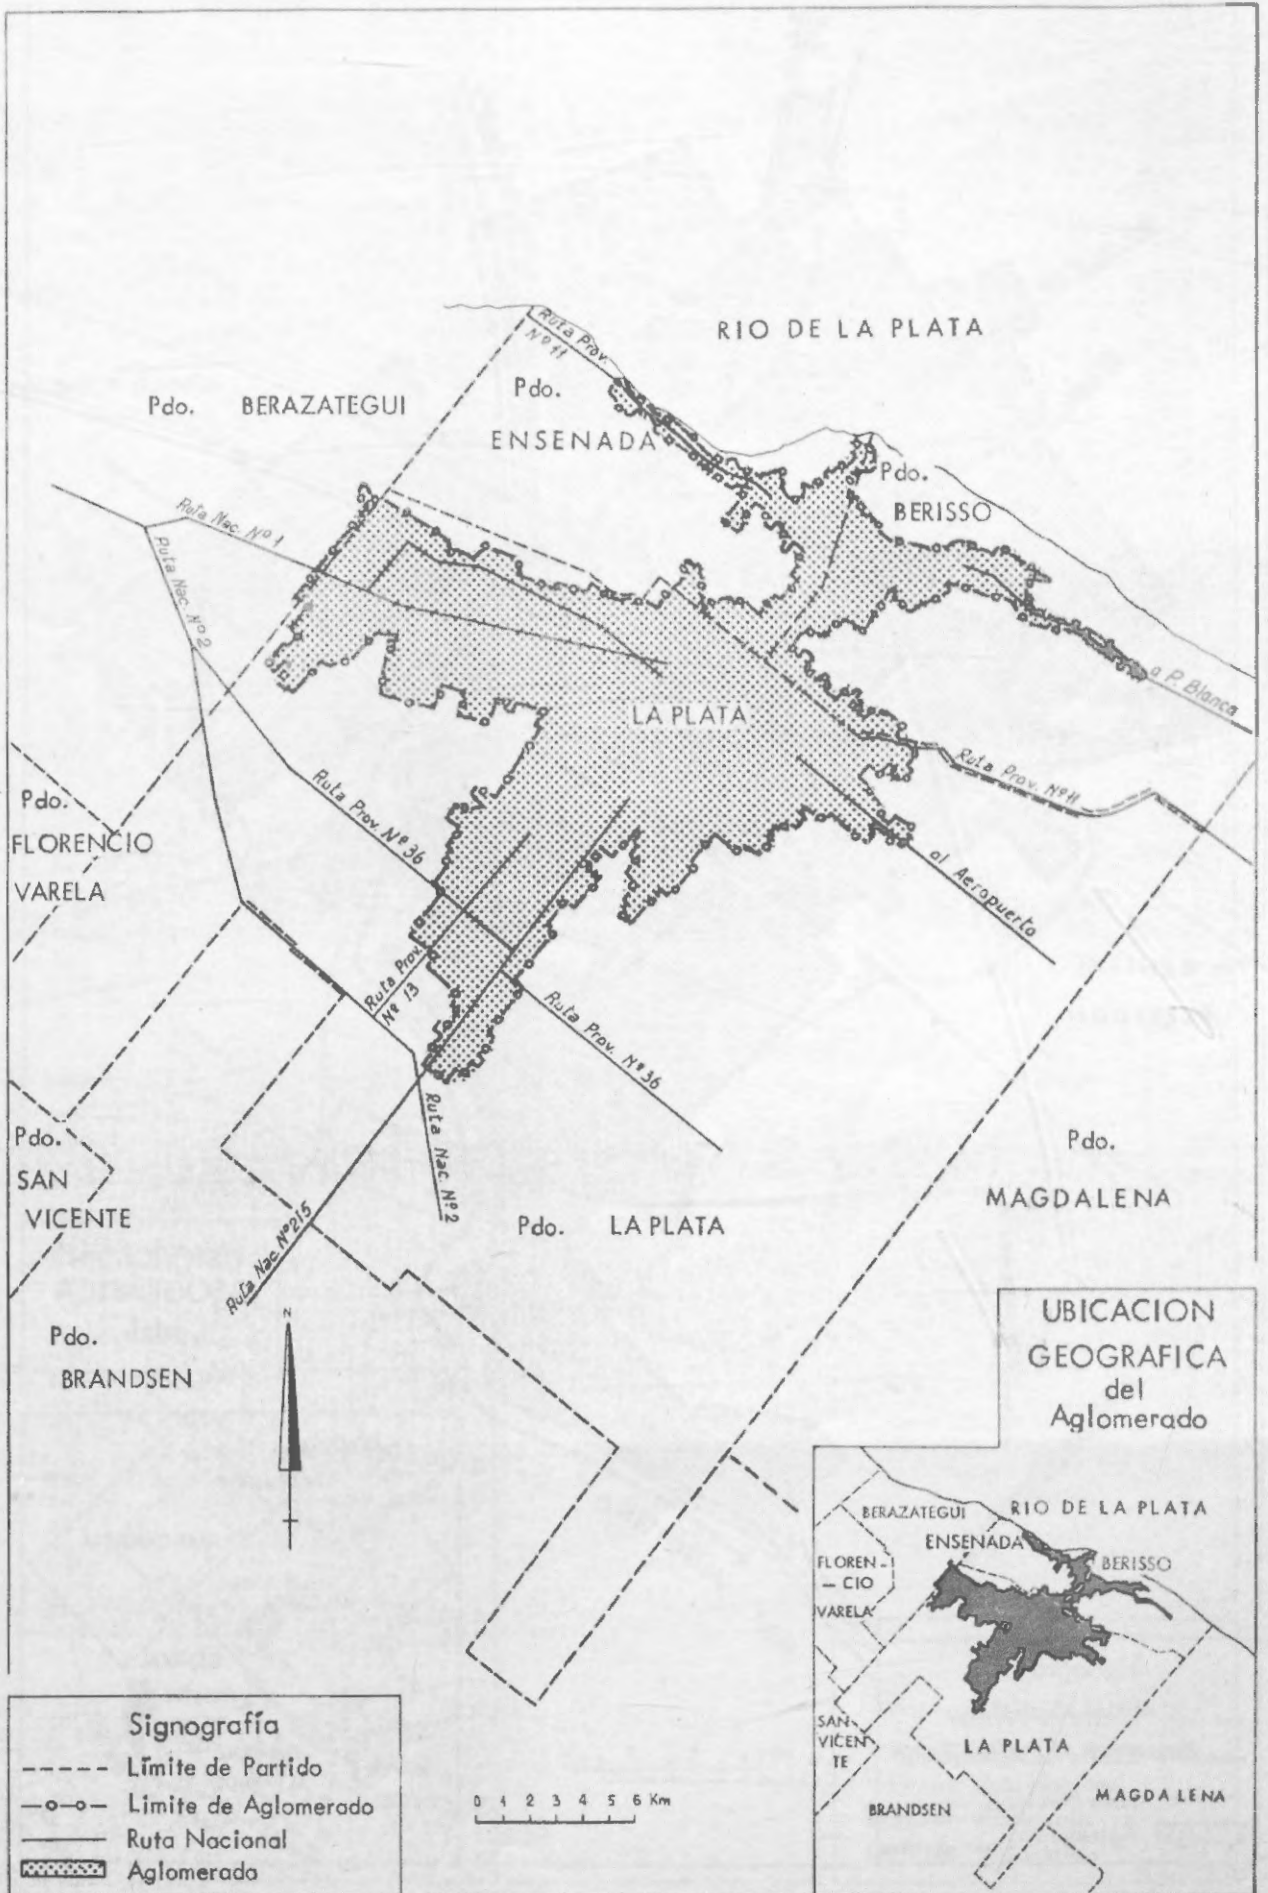 RIO DE LA PLATA
Ruta Prov.
Nº 11
Pdo. BERAZATEGUI
Pdo.
ENSENADA
Pdo.
BERISSO
Ruta Nac. Nº 1
Ruta Nac. Nº 2
a P. Blanca
LA PLATA
Ruta Prov. Nº 11
Pdo.
FLORENCIO
VARELA
Ruta Prov. Nº 36
al Aeropuerto
Ruta Prov.
Nº 13
Ruta Prov. Nº 36
Ruta Nac. Nº 2
Pdo.
SAN
VICENTE
Pdo.
MAGDALENA
Pdo. LA PLATA
Ruta Nac. Nº 215
Pdo.
BRANDSEN
N
UBICACION
GEOGRAFICA
del
Aglomerado
RIO DE LA PLATA
BERAZATEGUI
ENSENADA
BERISSO
FLOREN-
-CIO
VARELA
SAN
VICEN
TE
LA PLATA
MAGDALENA
BRANDSEN
Signografía
Límite de Partido
Limite de Aglomerado
Ruta Nacional
Aglomerado
0 1 2 3 4 5 6 Km